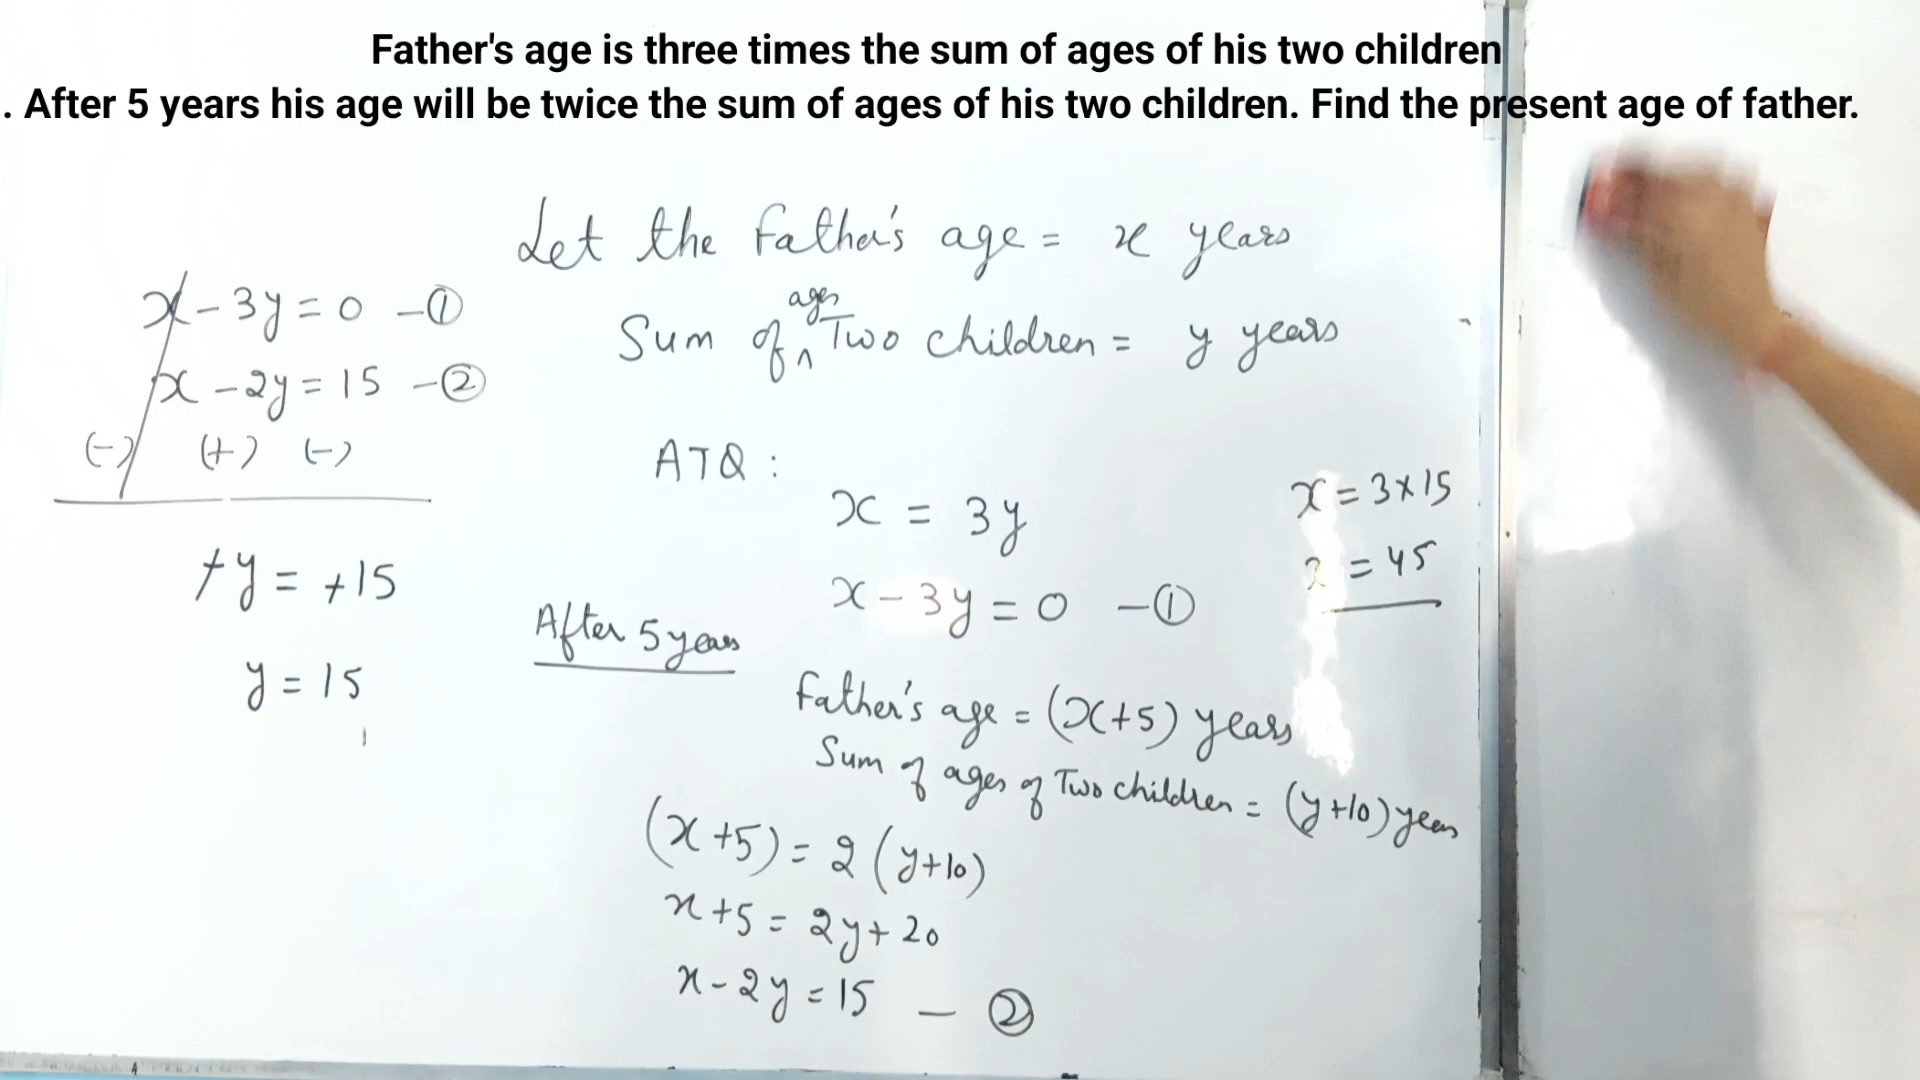 Father's age is three times the sum of ages of his two children
. After 5 years his age will be twice the sum of ages of his two children. Find the present age of father.
Let the Father's age = x years
Sum of ages Two children = y years
x - 3y = 0 - ①
x - 2y = 15 - ②
(-) (+) (-)
+y = +15
y = 15
ATQ :
x = 3y
x - 3y = 0 - ①
x = 3×15
x = 45
After 5 years
Father's age = (x+5) years
Sum of ages of Two children = (y+10) years
(x+5) = 2(y+10)
x+5 = 2y+20
x - 2y = 15 - ②